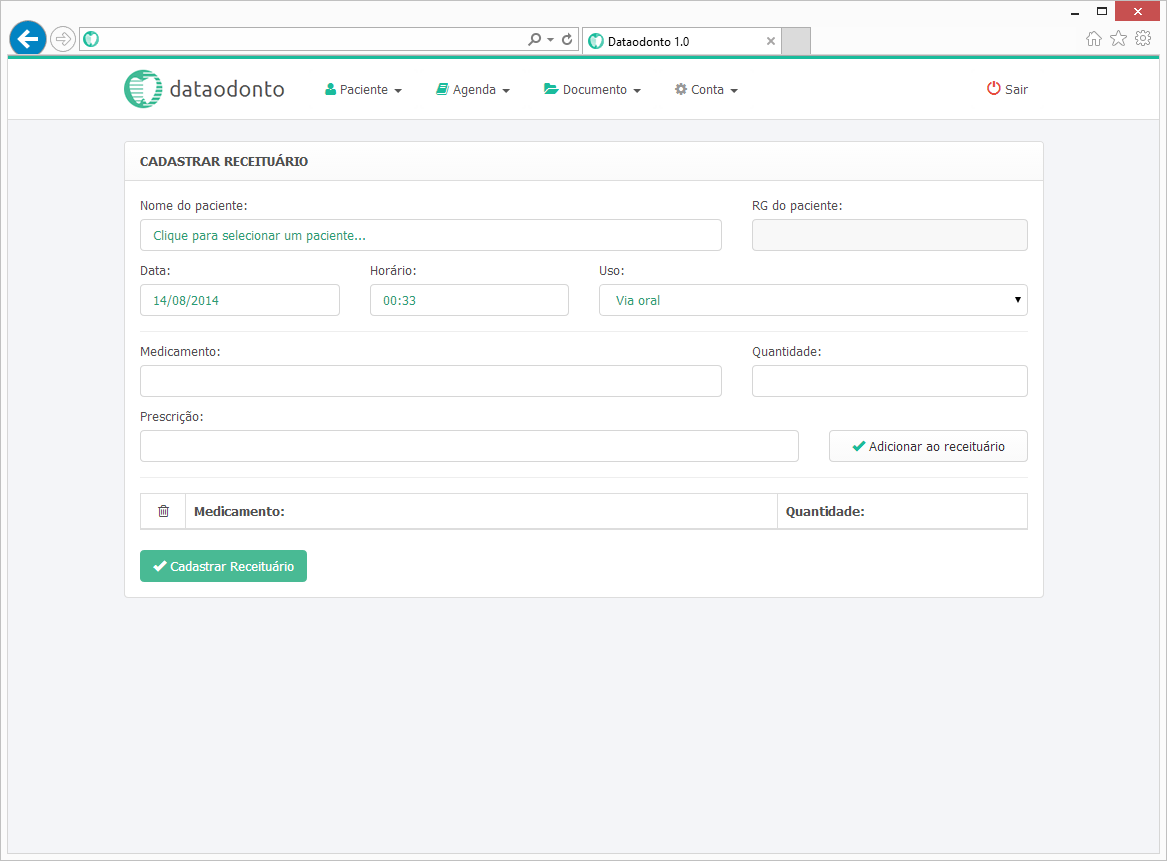 Dataodonto 1.0
dataodonto Paciente Agenda Documento Conta Sair
CADASTRAR RECEITUÁRIO
Nome do paciente: RG do paciente:
Clique para selecionar um paciente...
Data: Horário: Uso:
14/08/2014 00:33 Via oral
Medicamento: Quantidade:
Prescrição:
Adicionar ao receituário
Medicamento: Quantidade:
Cadastrar Receituário